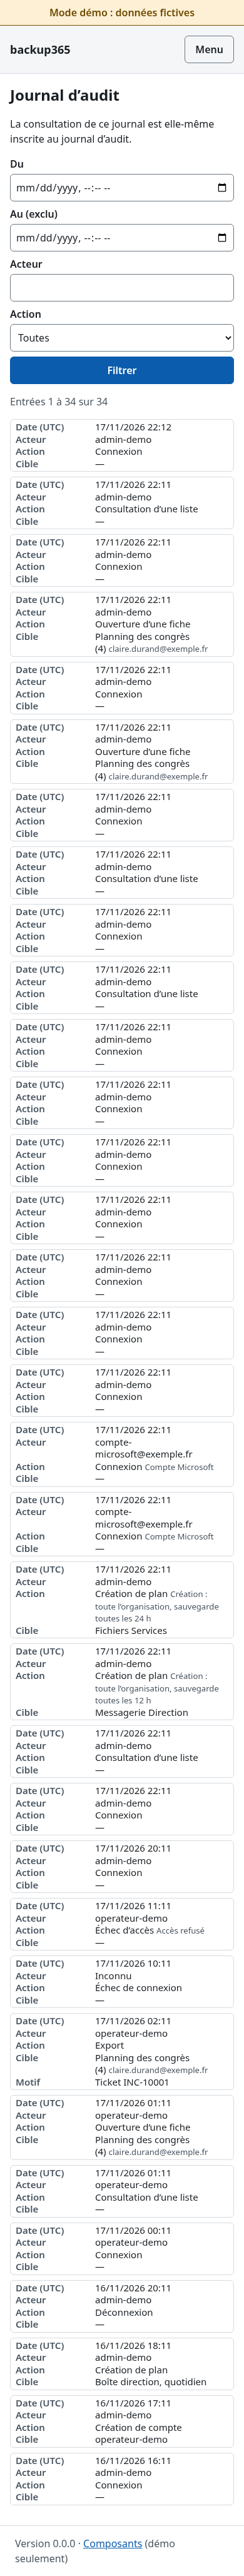 Mode démo : données fictives
backup365
Menu
Journal d’audit
La consultation de ce journal est elle-même
inscrite au journal d’audit.
Du
mm/dd/yyyy, --:-- --
Au (exclu)
mm/dd/yyyy, --:-- --
Acteur
Action
Toutes
Filtrer
Entrées 1 à 34 sur 34
Date (UTC) 17/11/2026 22:12
Acteur admin-demo
Action Connexion
Cible —
Date (UTC) 17/11/2026 22:11
Acteur admin-demo
Action Consultation d’une liste
Cible —
Date (UTC) 17/11/2026 22:11
Acteur admin-demo
Action Connexion
Cible —
Date (UTC) 17/11/2026 22:11
Acteur admin-demo
Action Ouverture d’une fiche
Cible Planning des congrès
(4) claire.durand@exemple.fr
Date (UTC) 17/11/2026 22:11
Acteur admin-demo
Action Connexion
Cible —
Date (UTC) 17/11/2026 22:11
Acteur admin-demo
Action Ouverture d’une fiche
Cible Planning des congrès
(4) claire.durand@exemple.fr
Date (UTC) 17/11/2026 22:11
Acteur admin-demo
Action Connexion
Cible —
Date (UTC) 17/11/2026 22:11
Acteur admin-demo
Action Consultation d’une liste
Cible —
Date (UTC) 17/11/2026 22:11
Acteur admin-demo
Action Connexion
Cible —
Date (UTC) 17/11/2026 22:11
Acteur admin-demo
Action Consultation d’une liste
Cible —
Date (UTC) 17/11/2026 22:11
Acteur admin-demo
Action Connexion
Cible —
Date (UTC) 17/11/2026 22:11
Acteur admin-demo
Action Connexion
Cible —
Date (UTC) 17/11/2026 22:11
Acteur admin-demo
Action Connexion
Cible —
Date (UTC) 17/11/2026 22:11
Acteur admin-demo
Action Connexion
Cible —
Date (UTC) 17/11/2026 22:11
Acteur admin-demo
Action Connexion
Cible —
Date (UTC) 17/11/2026 22:11
Acteur admin-demo
Action Connexion
Cible —
Date (UTC) 17/11/2026 22:11
Acteur admin-demo
Action Connexion
Cible —
Date (UTC) 17/11/2026 22:11
Acteur compte-
microsoft@exemple.fr
Action Connexion Compte Microsoft
Cible —
Date (UTC) 17/11/2026 22:11
Acteur compte-
microsoft@exemple.fr
Action Connexion Compte Microsoft
Cible —
Date (UTC) 17/11/2026 22:11
Acteur admin-demo
Action Création de plan Création :
toute l’organisation, sauvegarde
toutes les 24 h
Cible Fichiers Services
Date (UTC) 17/11/2026 22:11
Acteur admin-demo
Action Création de plan Création :
toute l’organisation, sauvegarde
toutes les 12 h
Cible Messagerie Direction
Date (UTC) 17/11/2026 22:11
Acteur admin-demo
Action Consultation d’une liste
Cible —
Date (UTC) 17/11/2026 22:11
Acteur admin-demo
Action Connexion
Cible —
Date (UTC) 17/11/2026 20:11
Acteur admin-demo
Action Connexion
Cible —
Date (UTC) 17/11/2026 11:11
Acteur operateur-demo
Action Échec d’accès Accès refusé
Cible —
Date (UTC) 17/11/2026 10:11
Acteur Inconnu
Action Échec de connexion
Cible —
Date (UTC) 17/11/2026 02:11
Acteur operateur-demo
Action Export
Cible Planning des congrès
(4) claire.durand@exemple.fr
Motif Ticket INC-10001
Date (UTC) 17/11/2026 01:11
Acteur operateur-demo
Action Ouverture d’une fiche
Cible Planning des congrès
(4) claire.durand@exemple.fr
Date (UTC) 17/11/2026 01:11
Acteur operateur-demo
Action Consultation d’une liste
Cible —
Date (UTC) 17/11/2026 00:11
Acteur operateur-demo
Action Connexion
Cible —
Date (UTC) 16/11/2026 20:11
Acteur admin-demo
Action Déconnexion
Cible —
Date (UTC) 16/11/2026 18:11
Acteur admin-demo
Action Création de plan
Cible Boîte direction, quotidien
Date (UTC) 16/11/2026 17:11
Acteur admin-demo
Action Création de compte
Cible operateur-demo
Date (UTC) 16/11/2026 16:11
Acteur admin-demo
Action Connexion
Cible —
Version 0.0.0 · Composants (démo
seulement)